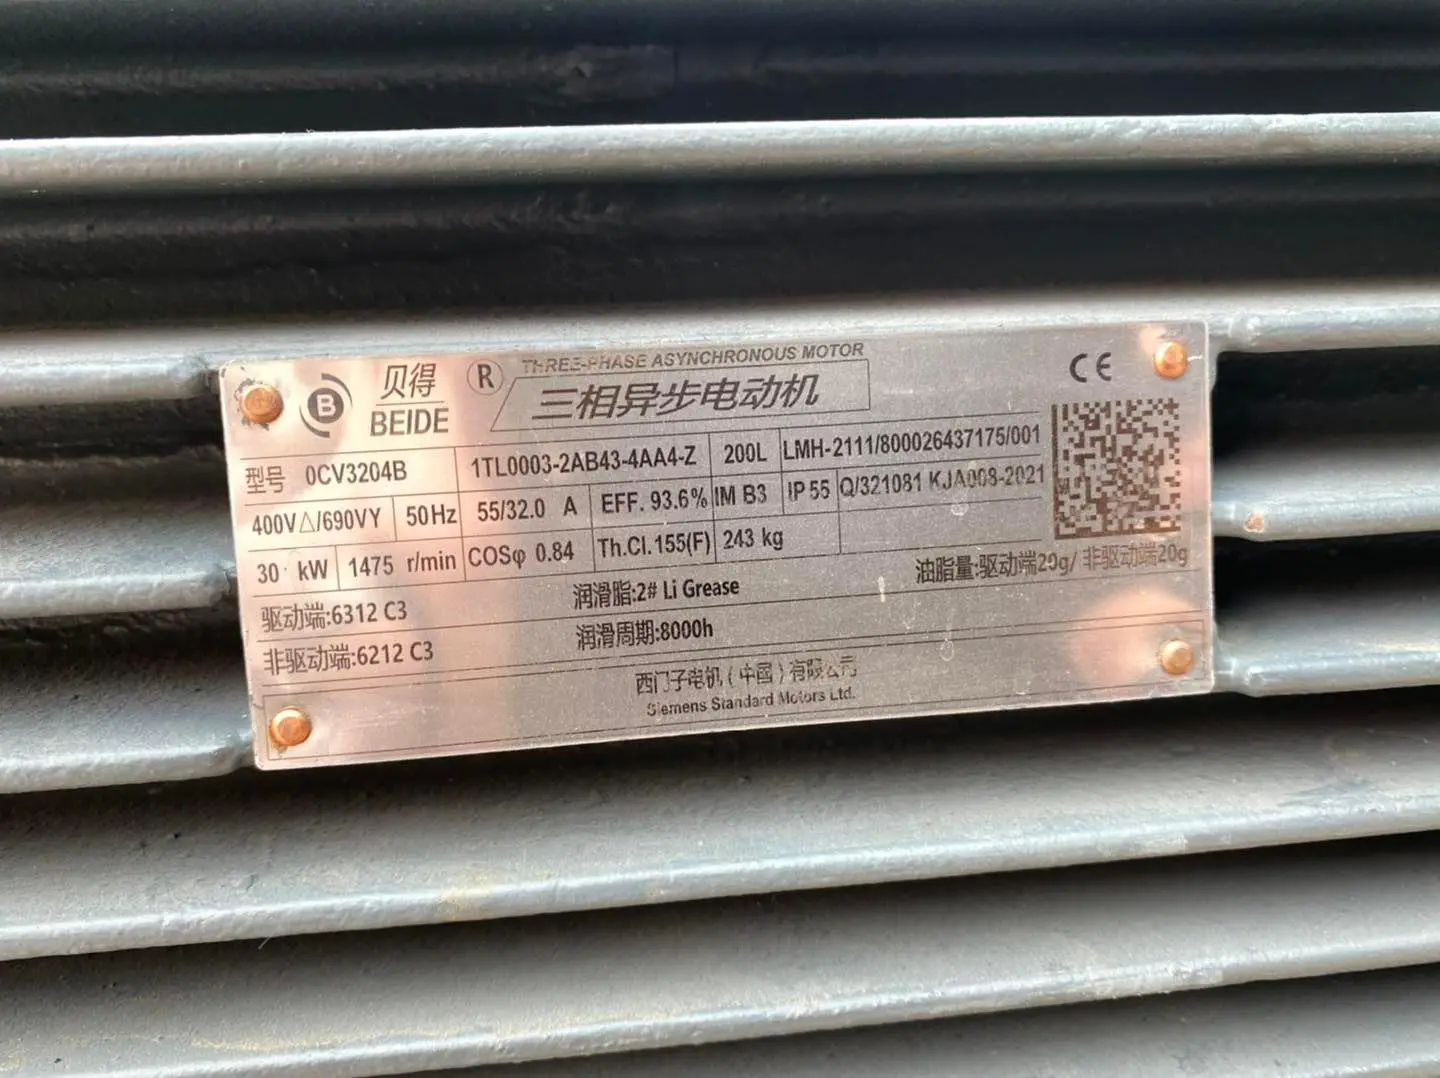 贝得 ® THREE-PHASE ASYNCHRONOUS MOTOR CE
B BEIDE 三相异步电动机
型号 0CV3204B 1TL0003-2AB43-4AA4-Z 200L LMH-2111/800026437175/001
400V△/690VY 50Hz 55/32.0 A EFF. 93.6% IM B3 IP 55 Q/321081 KJA008-2021
30 kW 1475 r/min COSφ 0.84 Th.Cl.155(F) 243 kg
驱动端:6312 C3 润滑脂:2# Li Grease 油脂量:驱动端20g/ 非驱动端20g
非驱动端:6212 C3 润滑周期:8000h
西门子电机(中国)有限公司
Siemens Standard Motors Ltd.